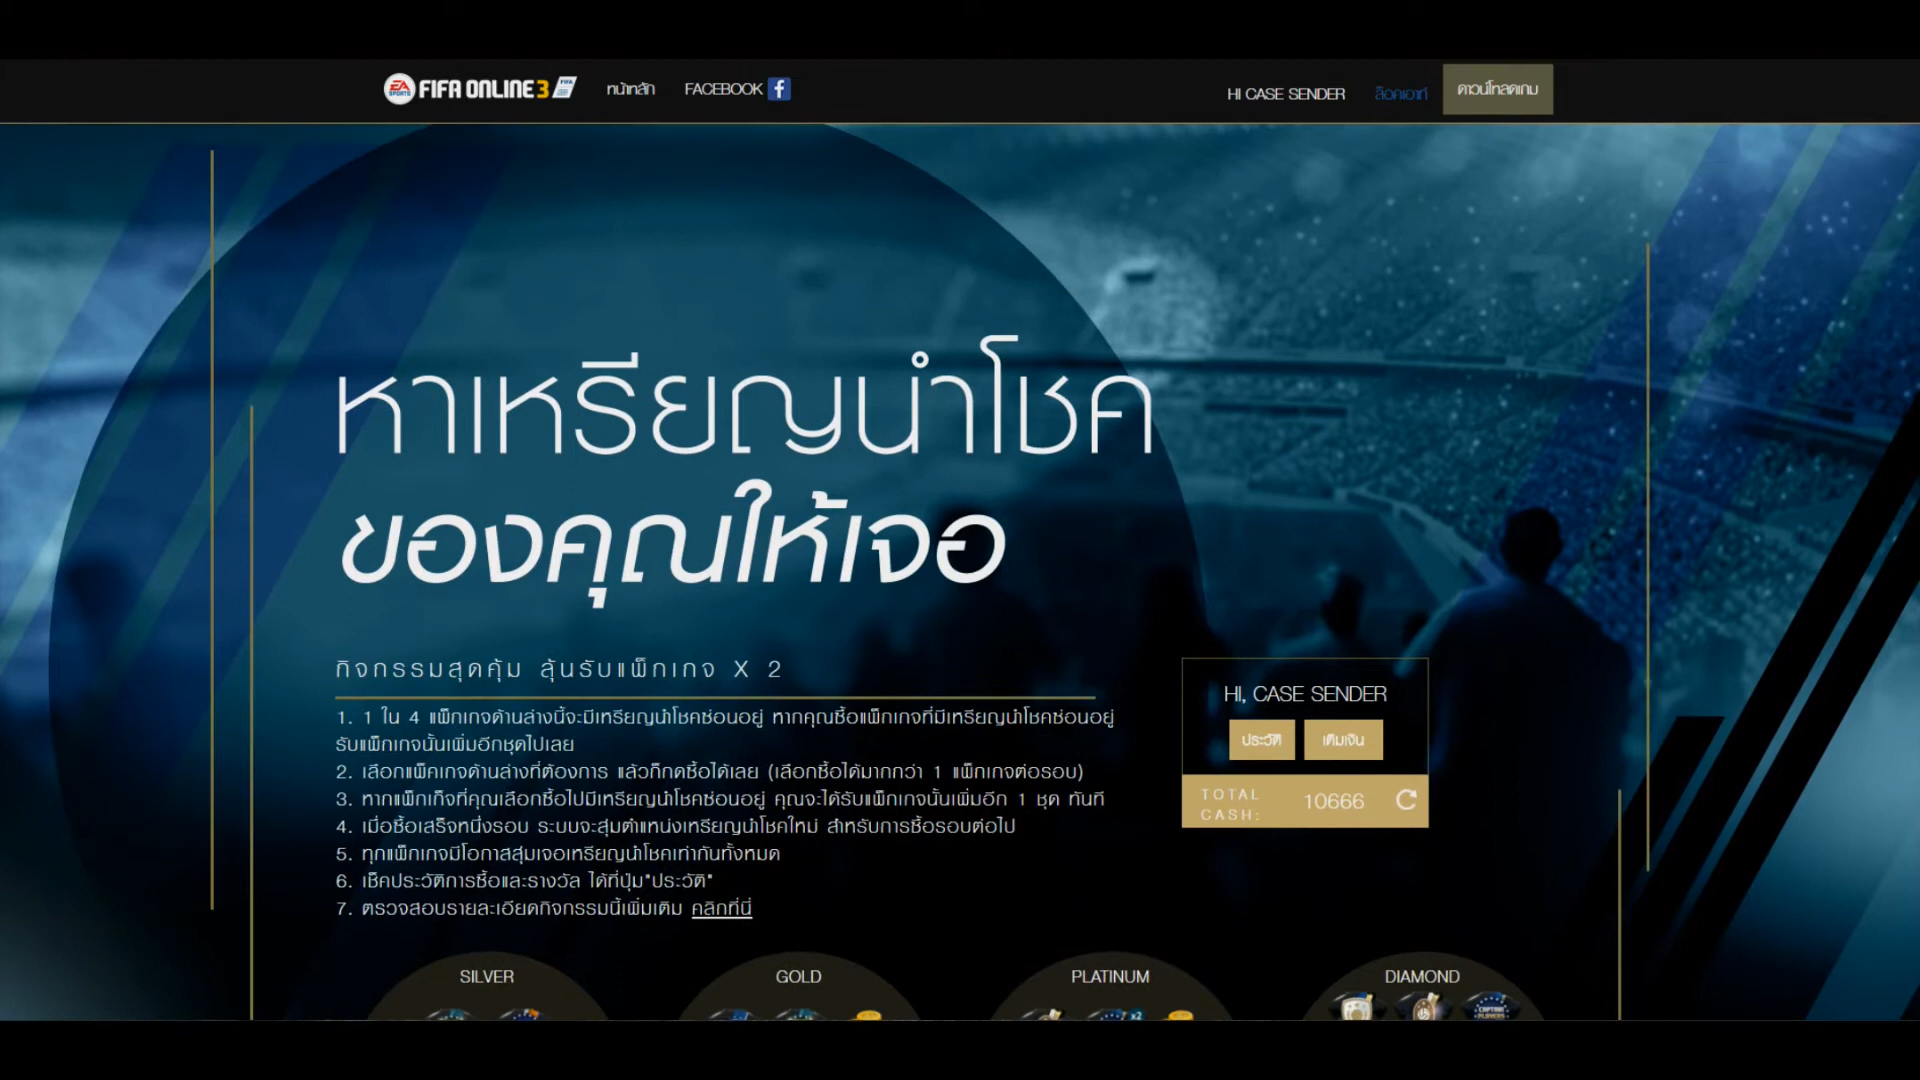 EA SPORTS FIFA ONLINE 3 หน้าหลัก FACEBOOK
HI CASE SENDER ล็อคเอาท์ ดาวน์โหลดเกม
หาเหรียญนำโชค
ของคุณให้เจอ
กิจกรรมสุดคุ้ม ลุ้นรับแพ็กเกจ X 2
1. 1 ใน 4 แพ็กเกจด้านล่างนี้จะมีเหรียญนำโชคซ่อนอยู่ หากคุณซื้อแพ็กเกจที่มีเหรียญนำโชคซ่อนอยู่
รับแพ็กเกจนั้นเพิ่มอีกชุดไปเลย
2. เลือกแพ็คเกจด้านล่างที่ต้องการ แล้วก็กดซื้อได้เลย (เลือกซื้อได้มากกว่า 1 แพ็กเกจต่อรอบ)
3. หากแพ็กเก็จที่คุณเลือกซื้อไปมีเหรียญนำโชคซ่อนอยู่ คุณจะได้รับแพ็กเกจนั้นเพิ่มอีก 1 ชุด ทันที
4. เมื่อซื้อเสร็จหนึ่งรอบ ระบบจะสุ่มตำแหน่งเหรียญนำโชคใหม่ สำหรับการซื้อรอบต่อไป
5. ทุกแพ็กเกจมีโอกาสสุ่มเจอเหรียญนำโชคเท่ากันทั้งหมด
6. เช็คประวัติการซื้อและรางวัล ได้ที่ปุ่ม"ประวัติ"
7. ตรวจสอบรายละเอียดกิจกรรมนี้เพิ่มเติม คลิกที่นี่
HI, CASE SENDER
ประวัติ เติมเงิน
TOTAL
CASH:
10666
SILVER GOLD PLATINUM DIAMOND
x2
CAPTAIN
PLAYERS